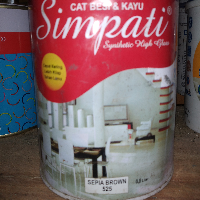 CAT BESI & KAYU
Simpati®
Synthetic High Gloss
SEPIA BROWN
525